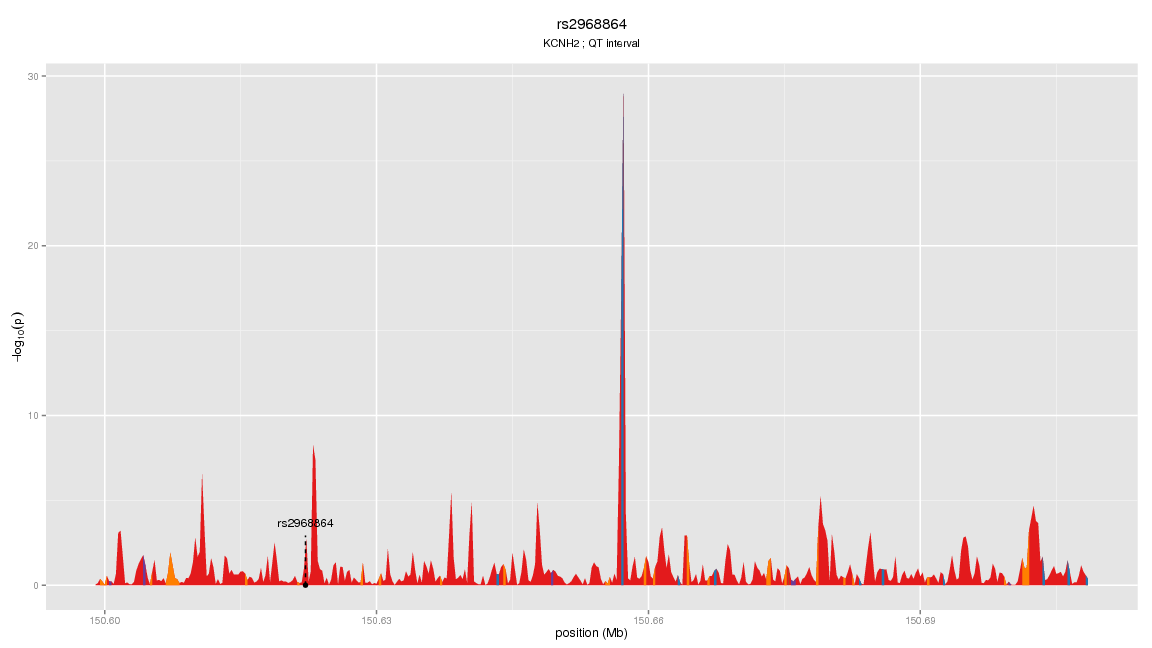 rs2968864
KCNH2 ; QT interval
30
20
10
0
−log10(p)
rs2968864
150.60
150.63
150.66
150.69
position (Mb)